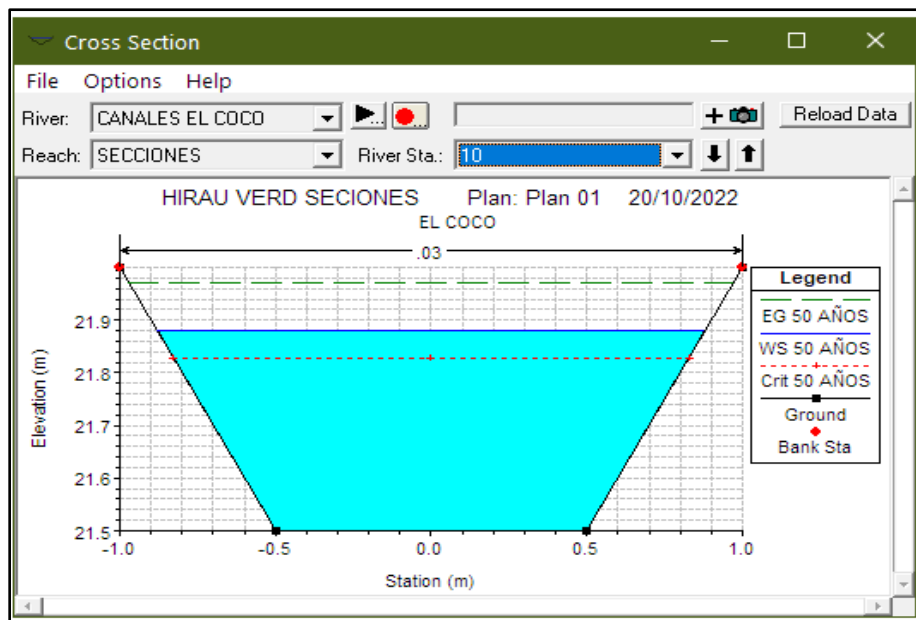 Cross Section
File Options Help
River: CANALES EL COCO Reload Data
Reach: SECCIONES River Sta.: 10
HIRAU VERD SECIONES Plan: Plan 01 20/10/2022
EL COCO
.03
Legend
EG 50 AÑOS
WS 50 AÑOS
Crit 50 AÑOS
Ground
Bank Sta
Elevation (m)
21.9
21.8
21.7
21.6
21.5
-1.0 -0.5 0.0 0.5 1.0
Station (m)